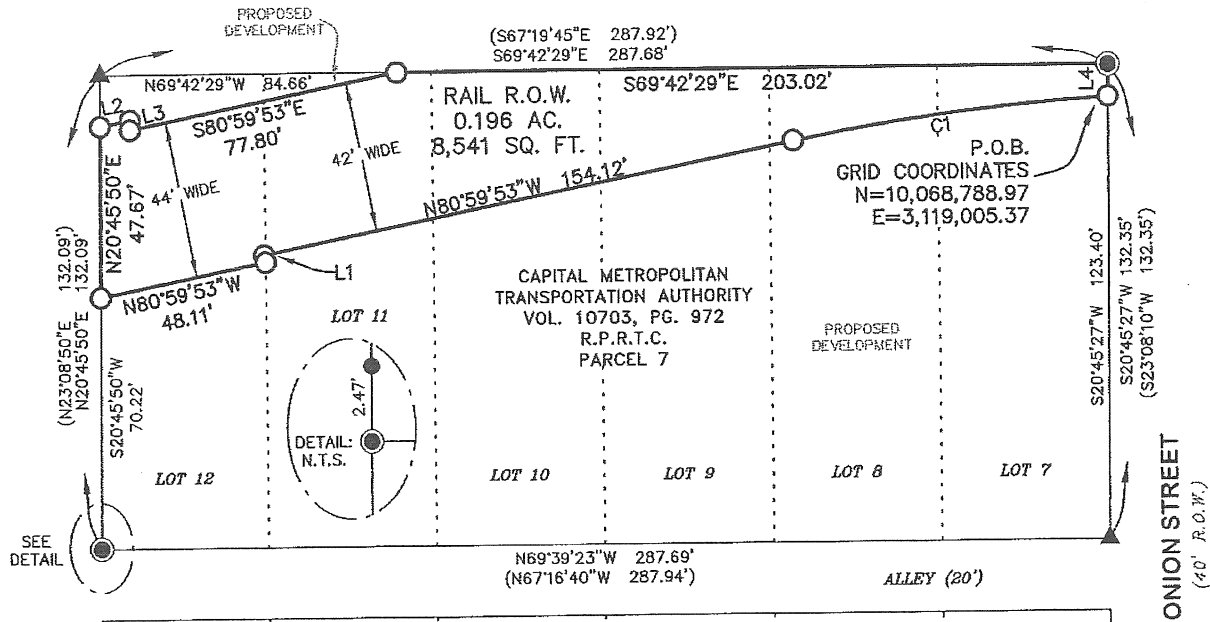 PROPOSED
DEVELOPMENT
(S67°19'45"E 287.92')
S69°42'29"E 287.68'
N69°42'29"W 84.66'
S69°42'29"E 203.02'
L2
L3
L4
S80°59'53"E
77.80'
RAIL R.O.W.
0.196 AC.
8,541 SQ. FT.
C1
P.O.B.
GRID COORDINATES
N=10,068,788.97
E=3,119,005.37
44' WIDE
42' WIDE
N80°59'53"W 154.12'
N20°45'50"E
47.67'
(N23°08'50"E 132.09')
N20°45'50"E 132.09'
S20°45'50"W
70.22'
N80°59'53"W
48.11'
L1
LOT 11
CAPITAL METROPOLITAN
TRANSPORTATION AUTHORITY
VOL. 10703, PG. 972
R.P.R.T.C.
PARCEL 7
PROPOSED
DEVELOPMENT
S20°45'27"W 123.40'
S20°45'27"W 132.35'
(S23°08'10"W 132.35')
2.47'
DETAIL:
N.T.S.
LOT 12
LOT 10
LOT 9
LOT 8
LOT 7
SEE
DETAIL
N69°39'23"W 287.69'
(N67°16'40"W 287.94')
ALLEY (20')
ONION STREET
(40' R.O.W.)